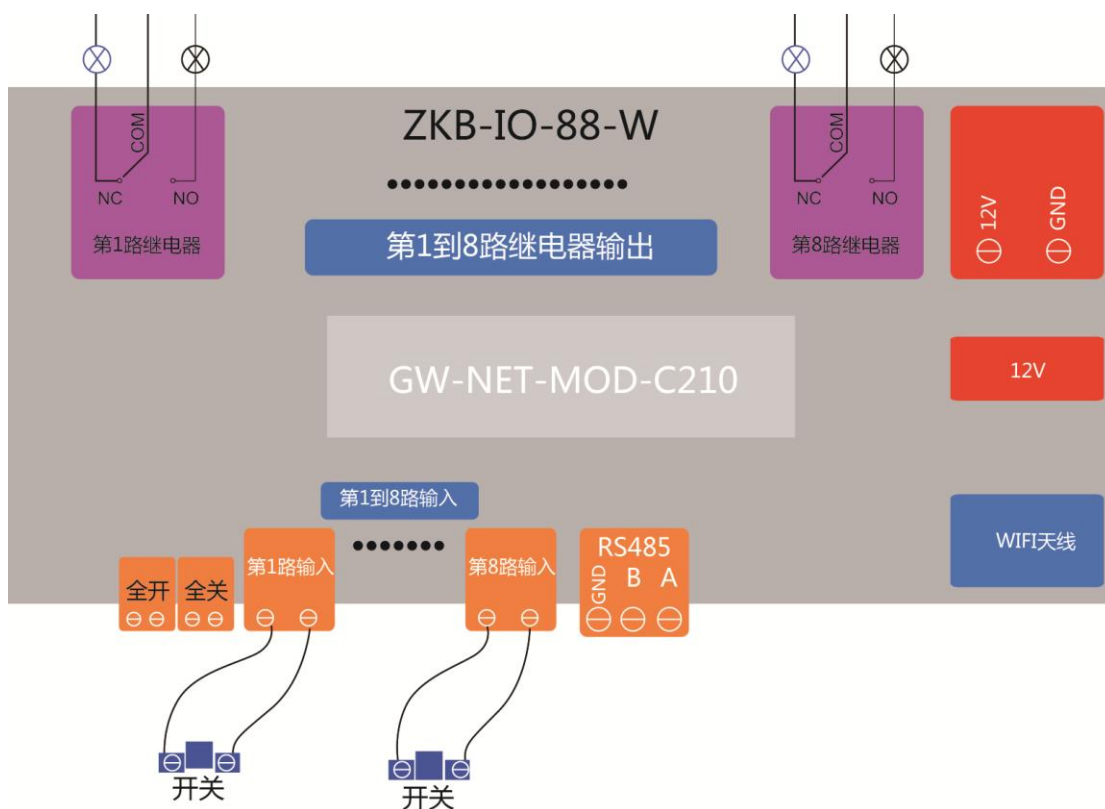 ZKB-IO-88-W
COM
NC
NO
第1路继电器
第1到8路继电器输出
COM
NC
NO
第8路继电器
12V
GND
GW-NET-MOD-C210
12V
第1到8路输入
WIFI天线
全开
全关
第1路输入
第8路输入
RS485
GND
B
A
开关
开关